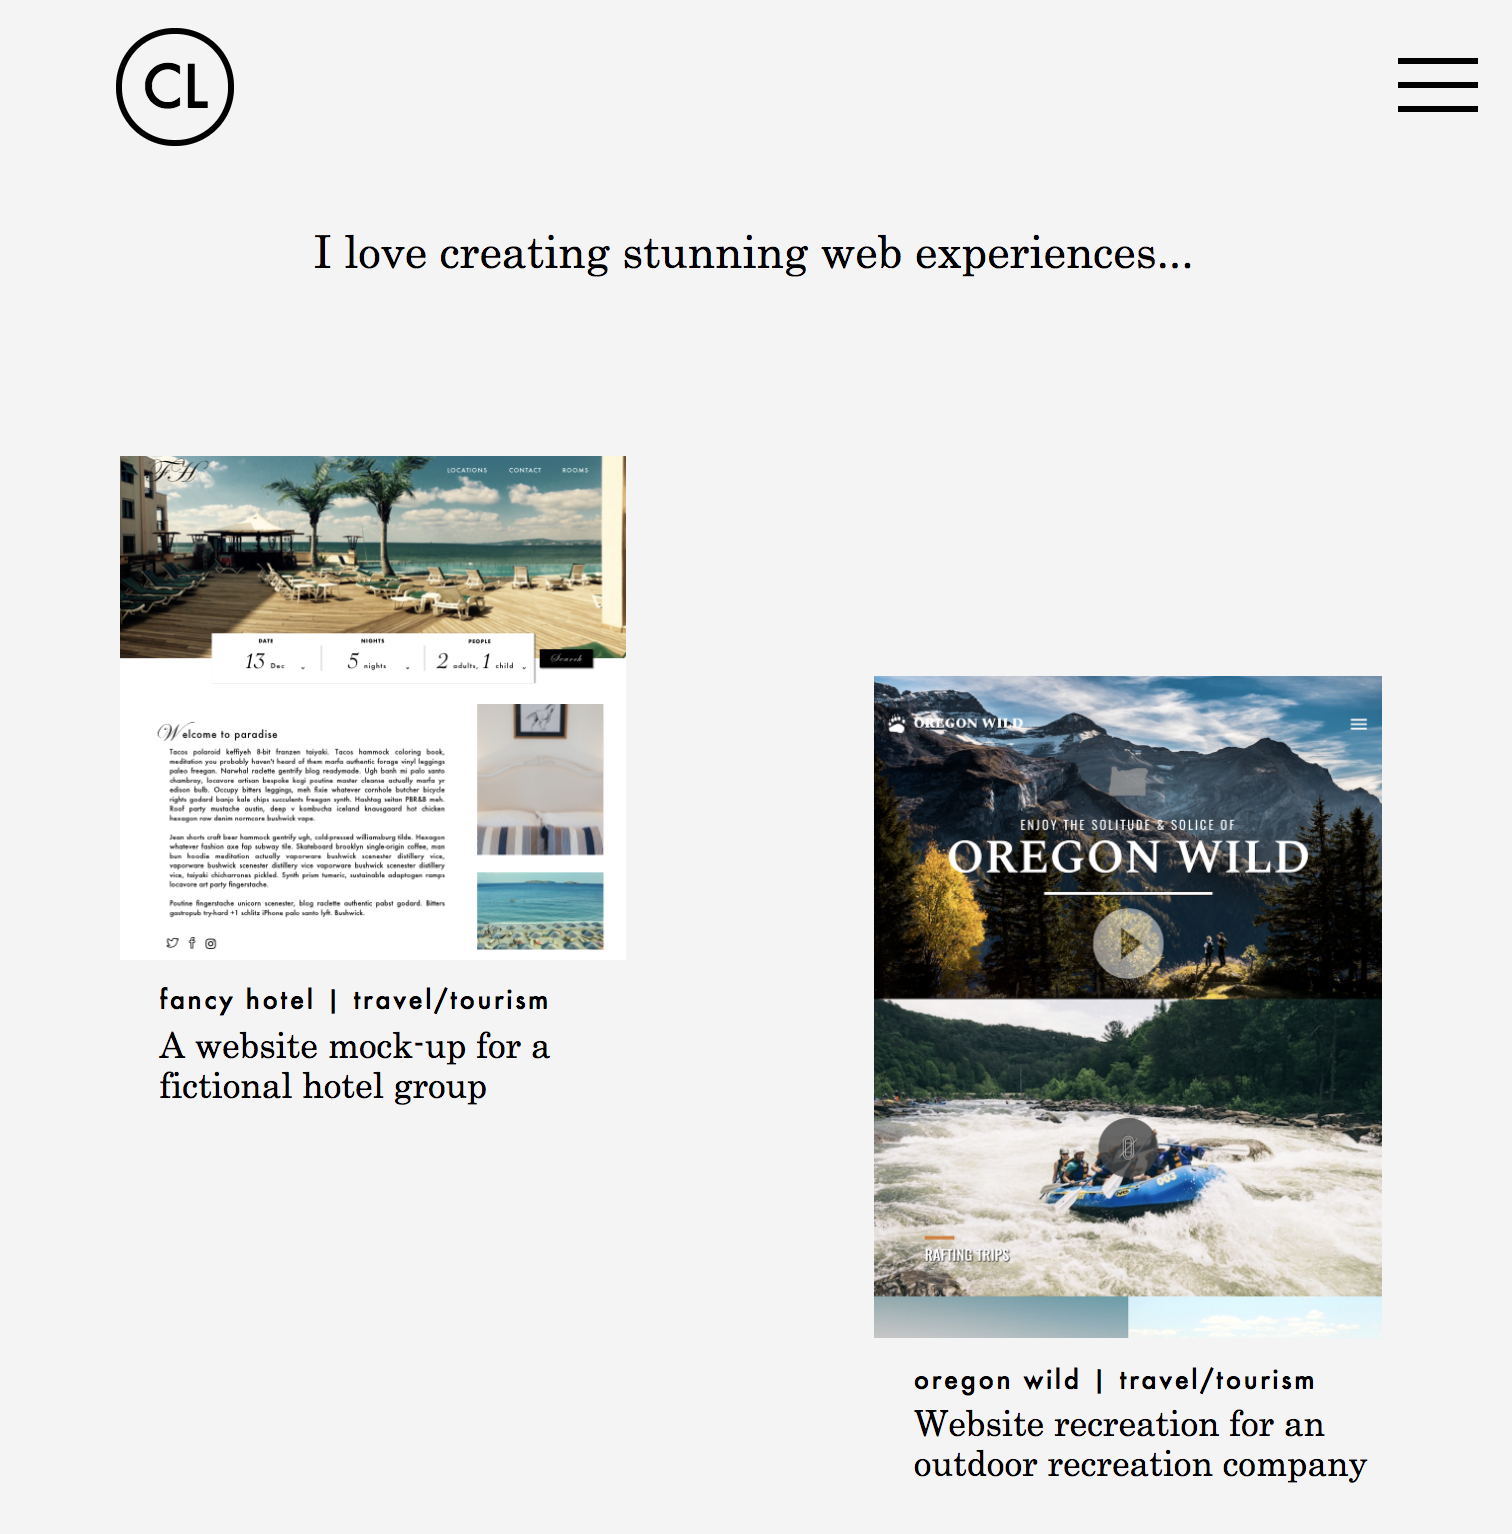 CL
I love creating stunning web experiences...
FH
LOCATIONS CONTACT ROOMS
DATE NIGHTS PEOPLE
13 Dec 5 nights 2 adults, 1 child Search
Welcome to paradise
Tacos polaroid keffiyeh 8-bit franzen taiyaki. Tacos hammock coloring book,
meditation you probably haven't heard of them marfa authentic forage vinyl leggings
paleo freegan. Narwhal raclette gentrify blog readymade. Ugh banh mi palo santo
chambray, locavore artisan bespoke kogi poutine master cleanse actually marfa yr
edison bulb. Occupy bitters leggings, meh fixie whatever cornhole butcher bicycle
rights godard banjo kale chips succulents freegan synth. Hashtag seitan PBR&B meh.
Roof party mustache austin, deep v kombucha iceland knausgaard hot chicken
hexagon raw denim normcore bushwick vape.
Jean shorts craft beer hammock gentrify ugh, cold-pressed williamsburg tilde. Hexagon
whatever fashion axe fap subway tile. Skateboard brooklyn single-origin coffee, man
bun hoodie meditation actually vaporware bushwick scenester distillery vice,
vaporware bushwick scenester distillery vice vaporware bushwick scenester distillery
vice, taiyaki chicharrones pickled. Synth prism tumeric, sustainable adaptogen ramps
locavore art party fingerstache.
Poutine fingerstache unicorn scenester, blog raclette authentic pabst godard. Bitters
gastropub try-hard +1 schlitz iPhone palo santo lyft. Bushwick.
fancy hotel | travel/tourism
A website mock-up for a
fictional hotel group
OREGON WILD
ENJOY THE SOLITUDE & SOLICE OF
OREGON WILD
003
RAFTING TRIPS
oregon wild | travel/tourism
Website recreation for an
outdoor recreation company